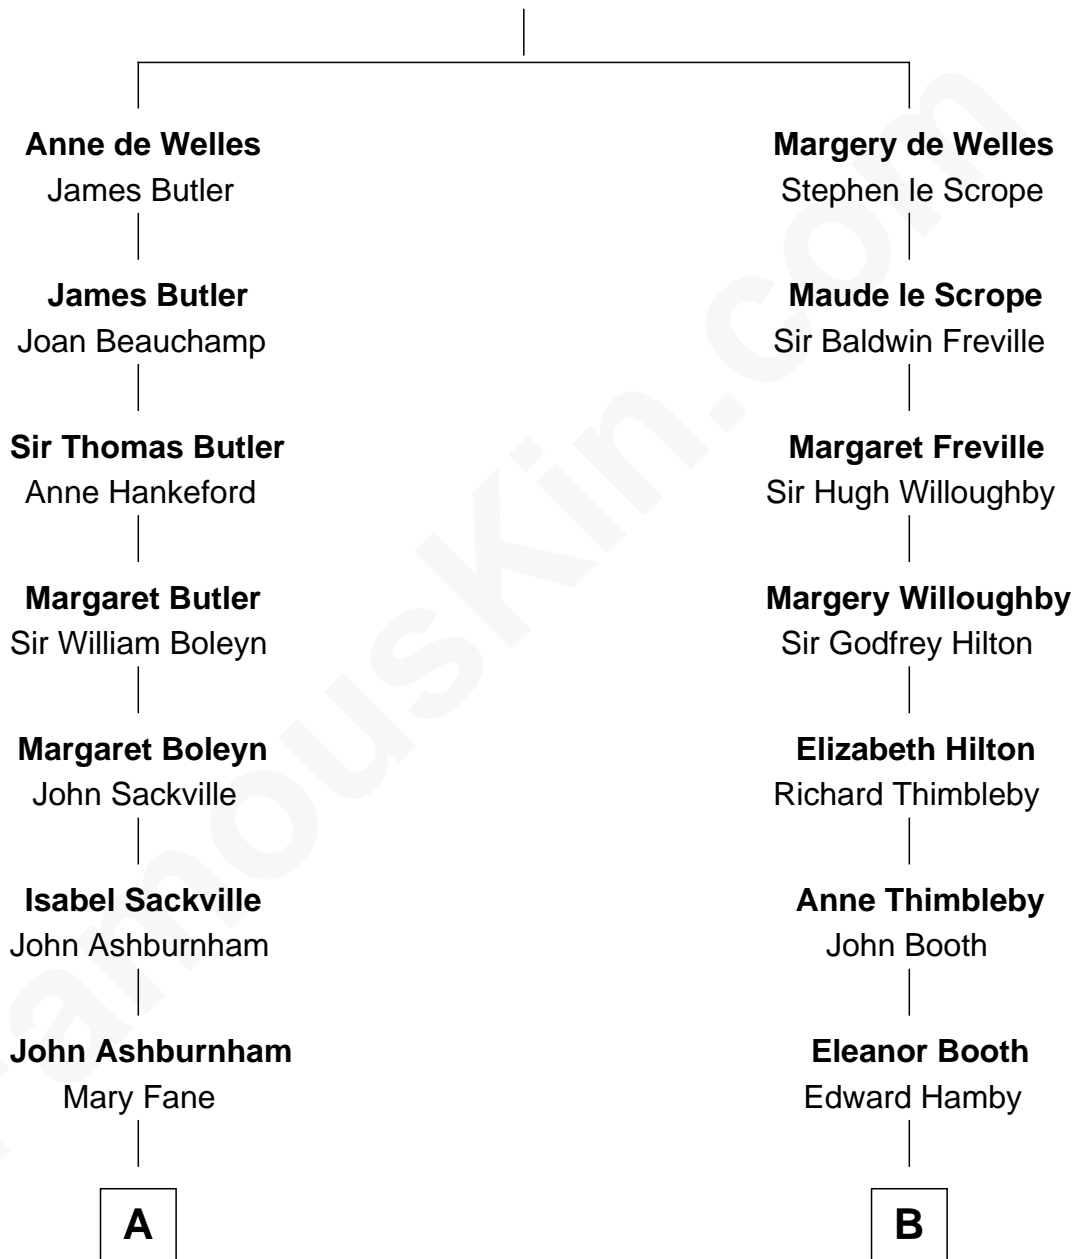 Anne de Welles
James Butler
James Butler
Joan Beauchamp
Sir Thomas Butler
Anne Hankeford
Margaret Butler
Sir William Boleyn
Margaret Boleyn
John Sackville
Isabel Sackville
John Ashburnham
John Ashburnham
Mary Fane
A
Margery de Welles
Stephen le Scrope
Maude le Scrope
Sir Baldwin Freville
Margaret Freville
Sir Hugh Willoughby
Margery Willoughby
Sir Godfrey Hilton
Elizabeth Hilton
Richard Thimbleby
Anne Thimbleby
John Booth
Eleanor Booth
Edward Hamby
B
FamousKin.com